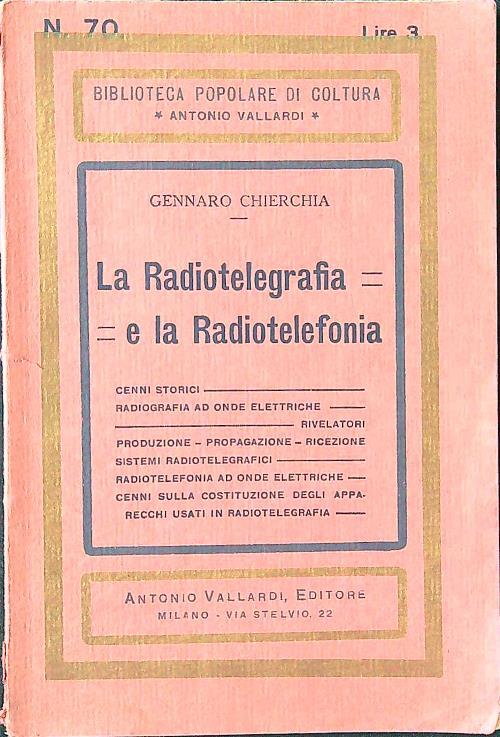 N. 70
Lire 3
BIBLIOTECA POPOLARE DI COLTURA
* ANTONIO VALLARDI *
GENNARO CHIERCHIA
La Radiotelegrafia
e la Radiotelefonia
CENNI STORICI
RADIOGRAFIA AD ONDE ELETTRICHE
RIVELATORI
PRODUZIONE - PROPAGAZIONE - RICEZIONE
SISTEMI RADIOTELEGRAFICI
RADIOTELEFONIA AD ONDE ELETTRICHE
CENNI SULLA COSTITUZIONE DEGLI APPA-
RECCHI USATI IN RADIOTELEGRAFIA
ANTONIO VALLARDI, EDITORE
MILANO - VIA STELVIO, 22